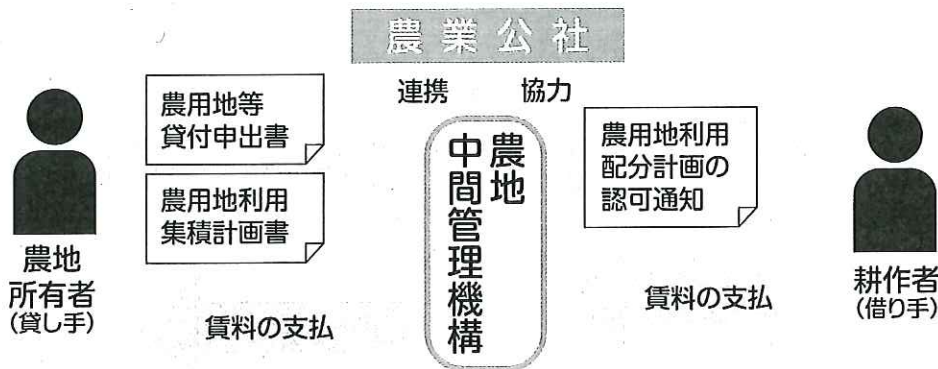 農業公社
連携 協力
農用地等
貸付申出書
農用地利用
集積計画書
農地
所有者
(貸し手)
賃料の支払
農地
中間管理機構
農用地利用
配分計画の
認可通知
賃料の支払
耕作者
(借り手)